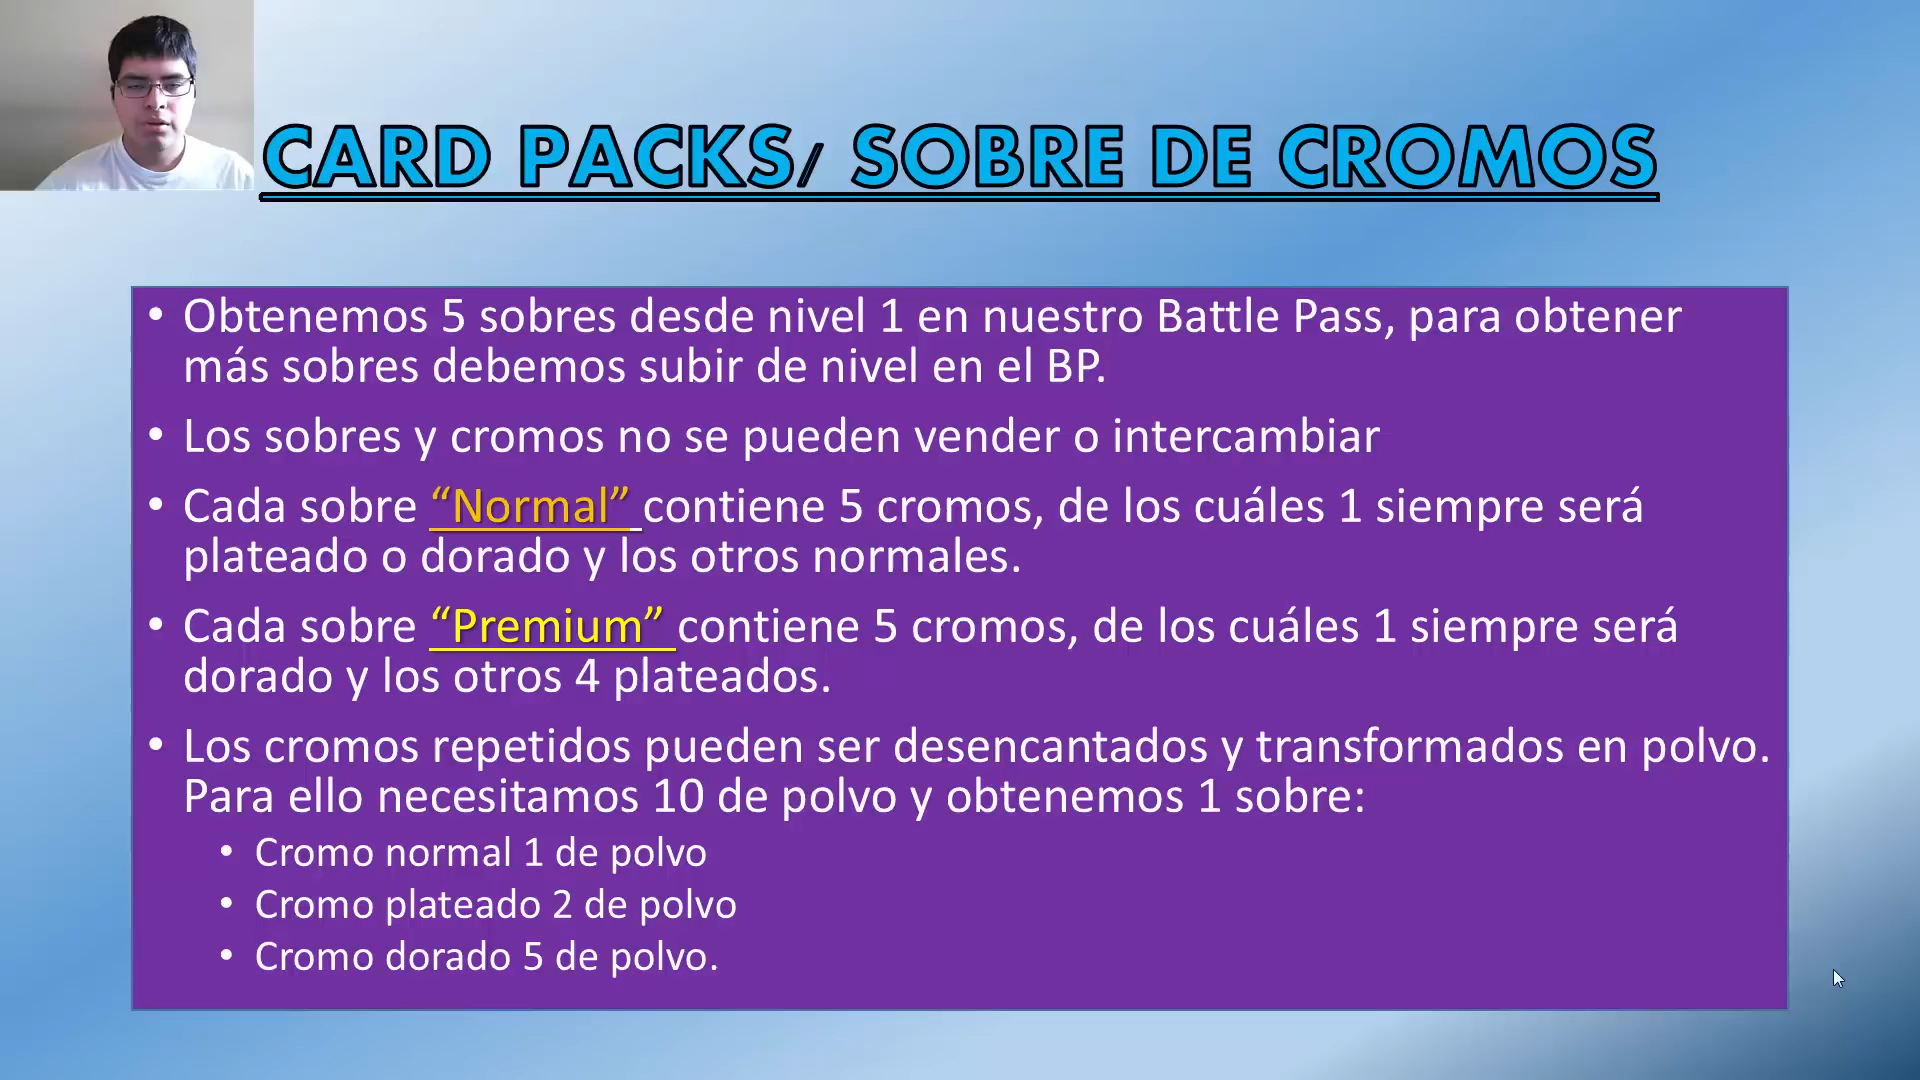 CARD PACKS/ SOBRE DE CROMOS
• Obtenemos 5 sobres desde nivel 1 en nuestro Battle Pass, para obtener
más sobres debemos subir de nivel en el BP.
• Los sobres y cromos no se pueden vender o intercambiar
• Cada sobre “Normal” contiene 5 cromos, de los cuáles 1 siempre será
plateado o dorado y los otros normales.
• Cada sobre “Premium” contiene 5 cromos, de los cuáles 1 siempre será
dorado y los otros 4 plateados.
• Los cromos repetidos pueden ser desencantados y transformados en polvo.
Para ello necesitamos 10 de polvo y obtenemos 1 sobre:
• Cromo normal 1 de polvo
• Cromo plateado 2 de polvo
• Cromo dorado 5 de polvo.